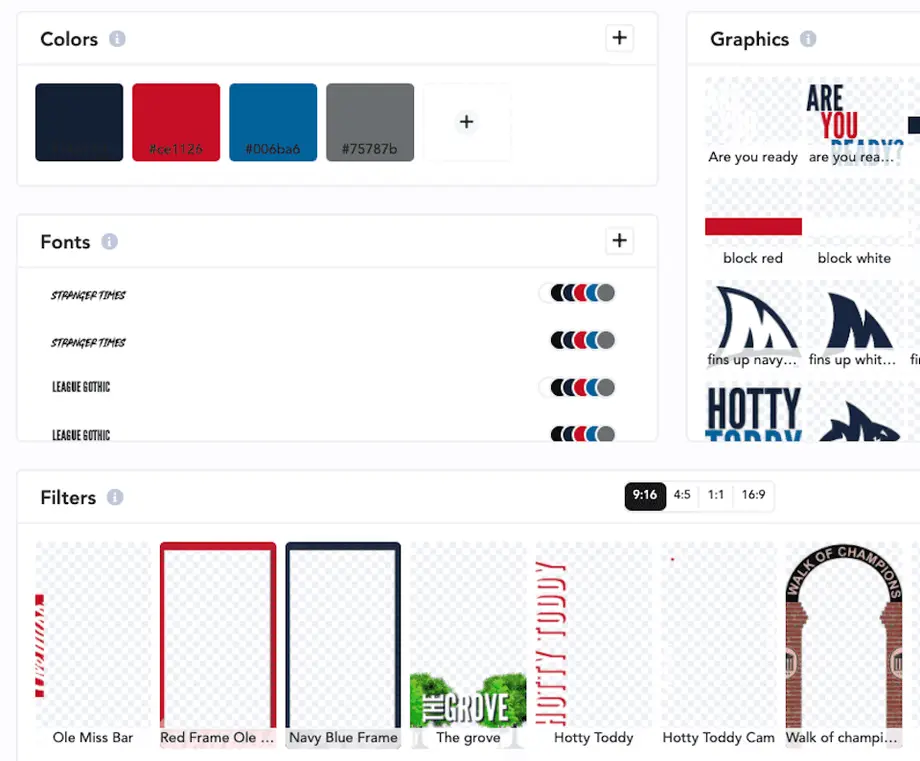 Colors
#ce1126
#006ba6
#75787b
Fonts
STRANGER TIMES
STRANGER TIMES
LEAGUE GOTHIC
LEAGUE GOTHIC
Graphics
ARE
YOU
READY?
Are you ready
are you rea...
block red
block white
M
M
fins up navy...
fins up whit...
fi
HOTTY
TODDY
Filters
9:16
4:5
1:1
16:9
THE GROVE
HOTTY TODDY
WALK OF CHAMPIONS
Ole Miss Bar
Red Frame Ole ...
Navy Blue Frame
The grove
Hotty Toddy
Hotty Toddy Cam
Walk of champi...